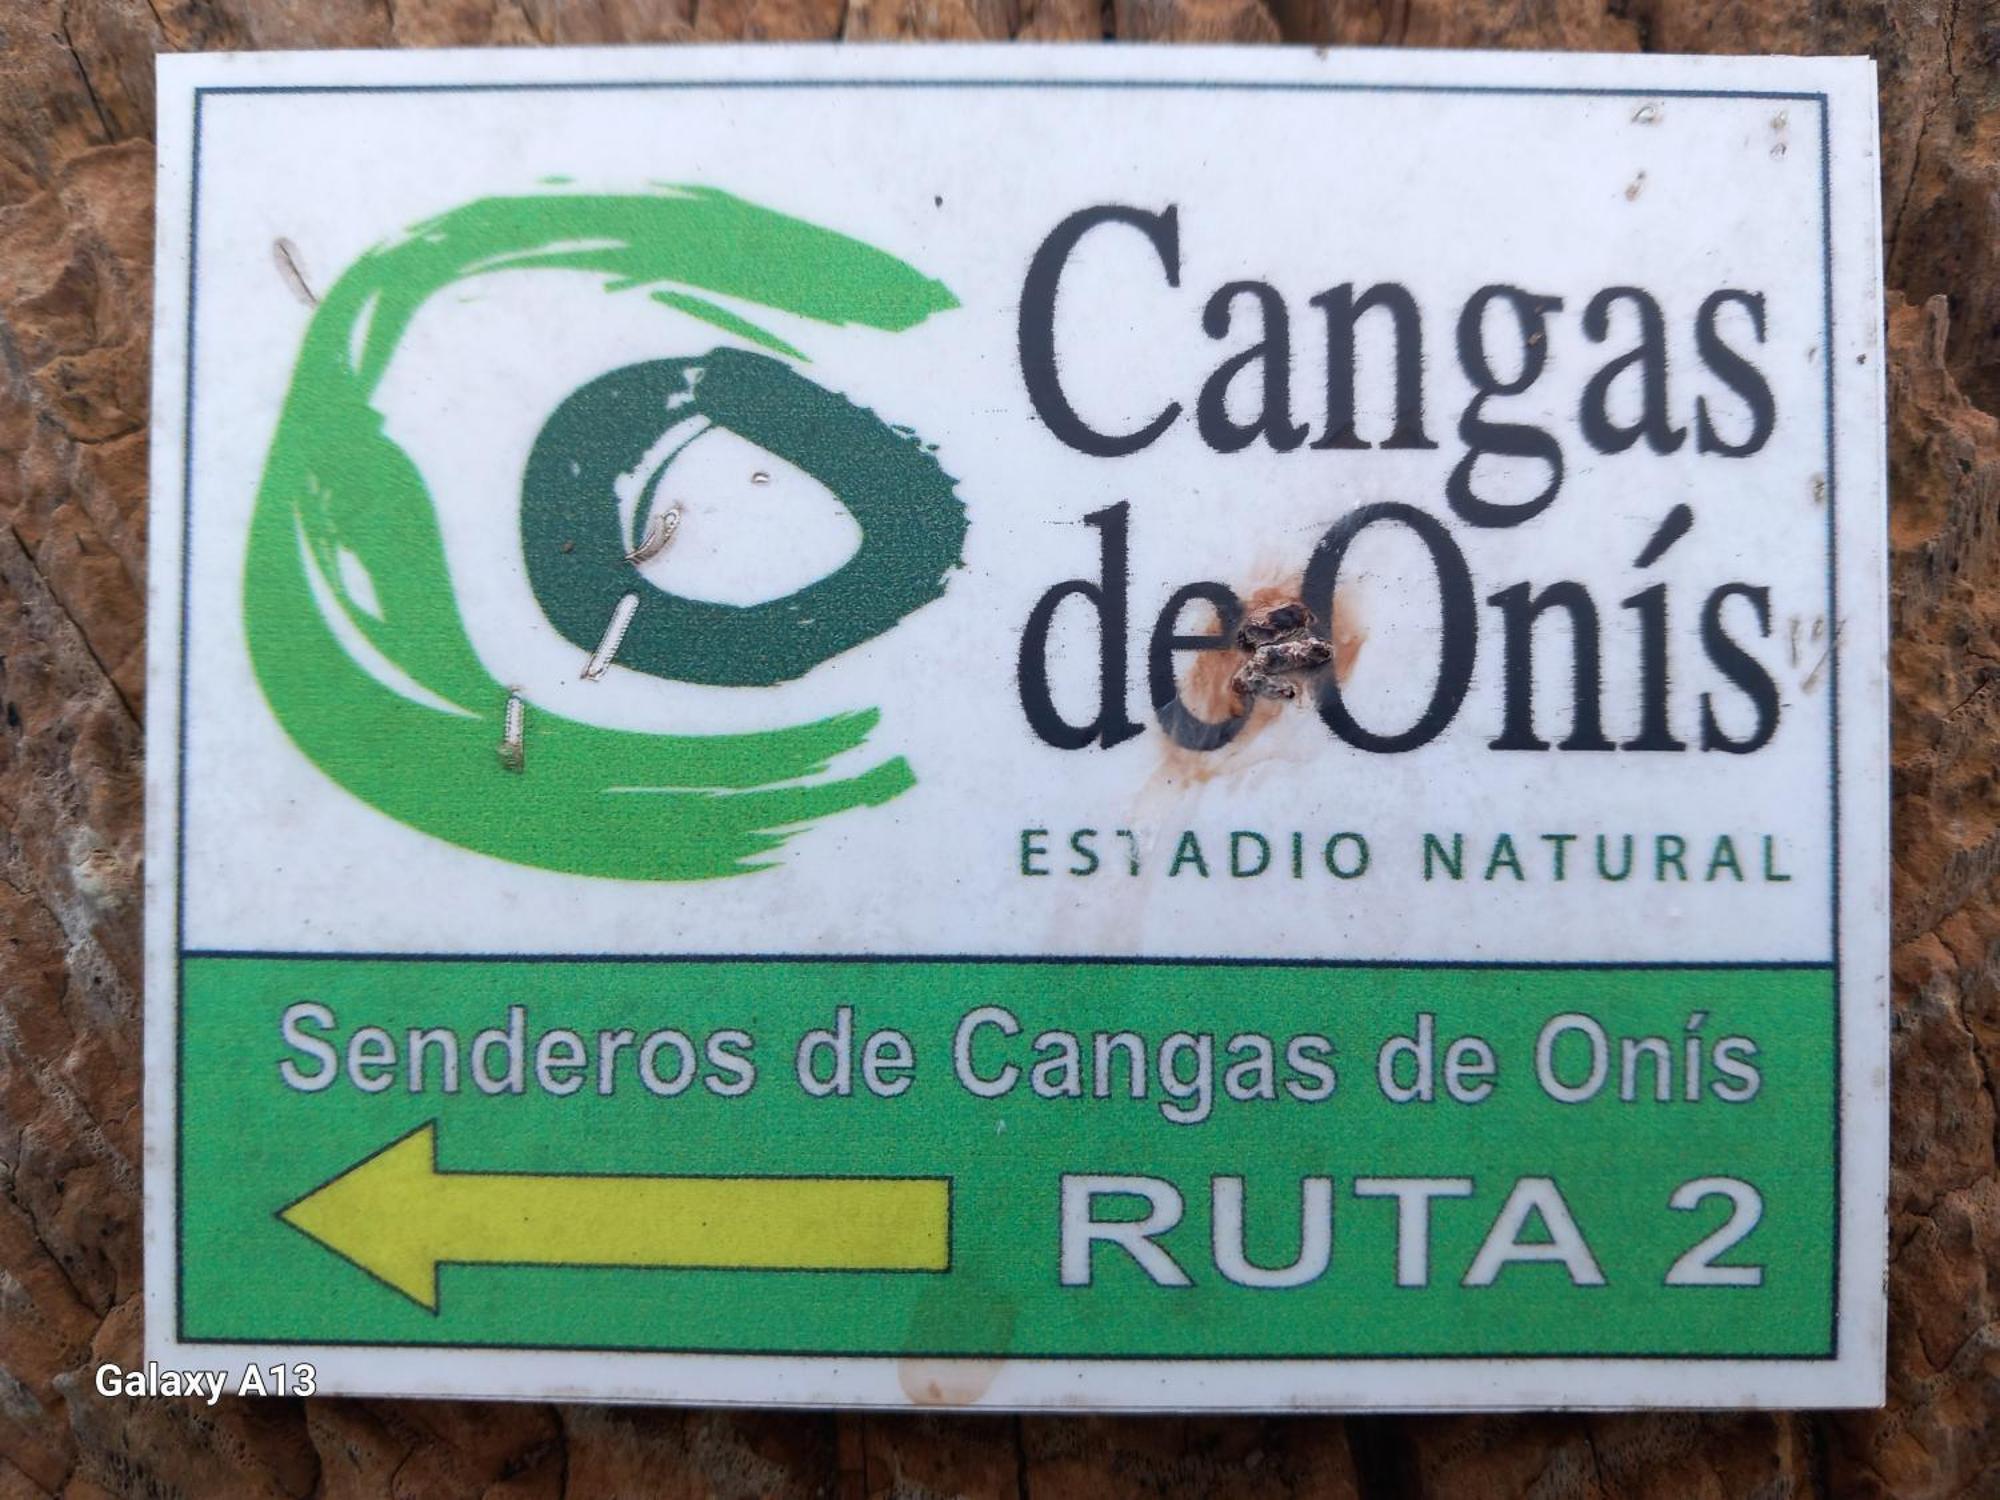 Cangas
de Onís
ESTADIO NATURAL
Senderos de Cangas de Onís
RUTA 2
Galaxy A13